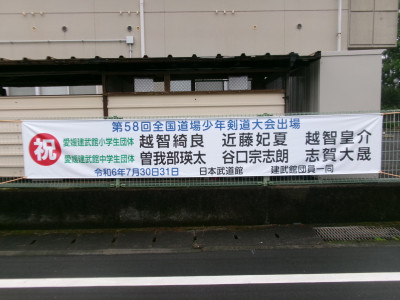 第58回全国道場少年剣道大会出場
祝
愛媛建武館小学生団体 越智綺良 近藤妃夏 越智皇介
愛媛建武館中学生団体 曽我部瑛太 谷口宗志朗 志賀大晟
令和6年7月30日31日 日本武道館 建武館団員一同